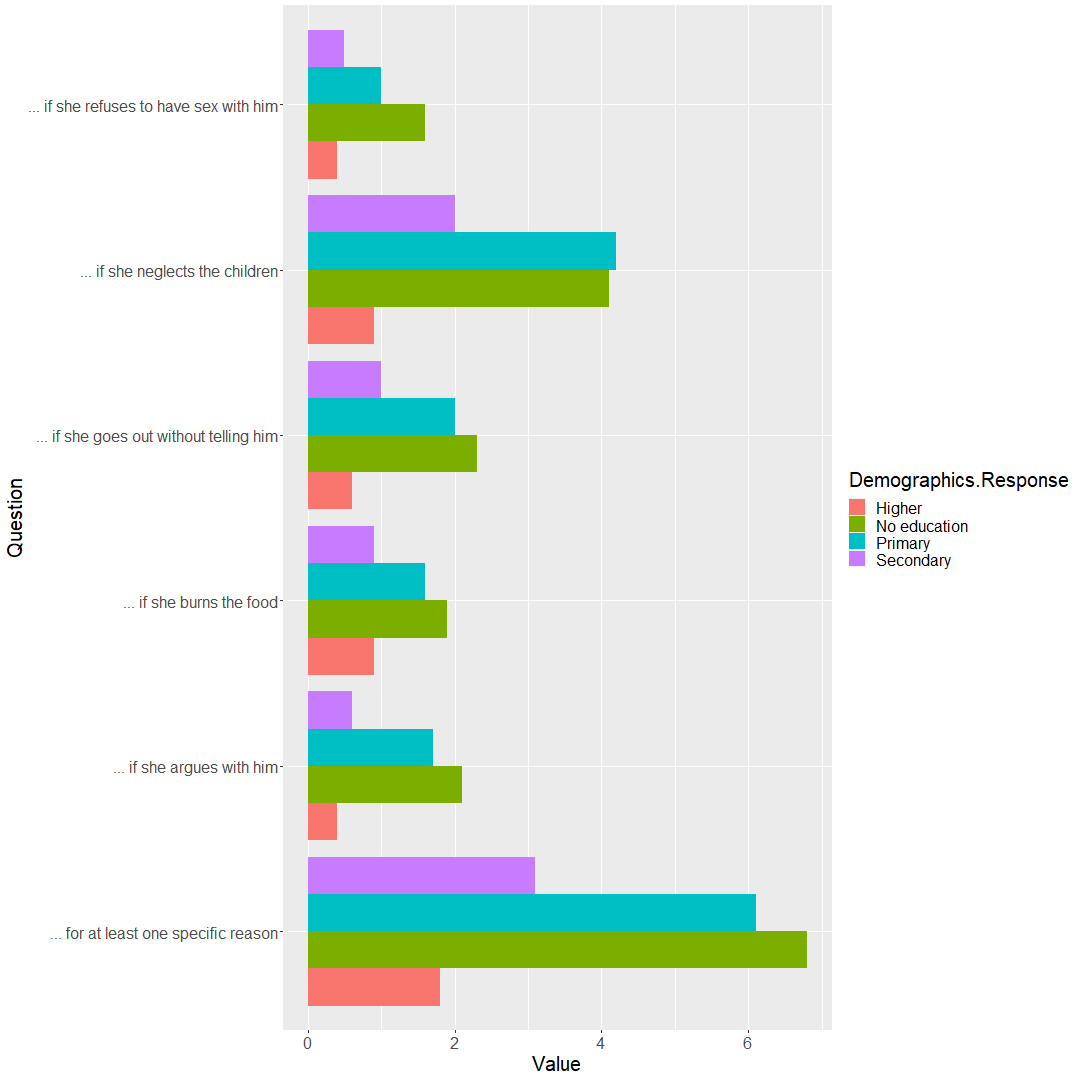 ... if she refuses to have sex with him
... if she neglects the children
... if she goes out without telling him
... if she burns the food
... if she argues with him
... for at least one specific reason
Question
0 2 4 6
Value
Demographics.Response
Higher
No education
Primary
Secondary